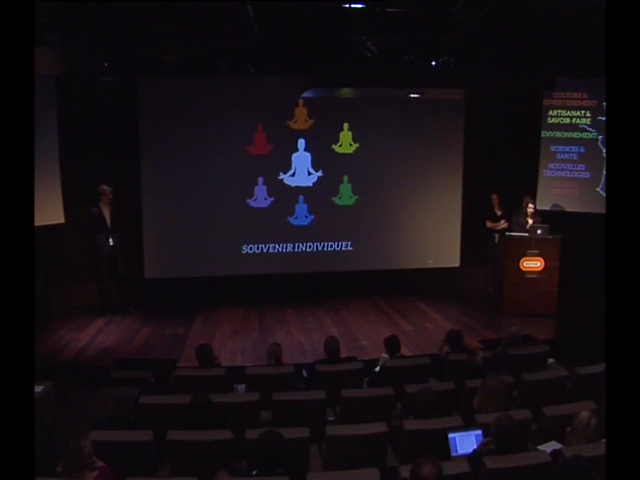 SOUVENIR INDIVIDUEL
CULTURE &
DIVERTISSEMENT
ARTISANAT &
SAVOIR-FAIRE
ENVIRONNEMENT
SCIENCES &
SANTÉ
NOUVELLES
TECHNOLOGIES